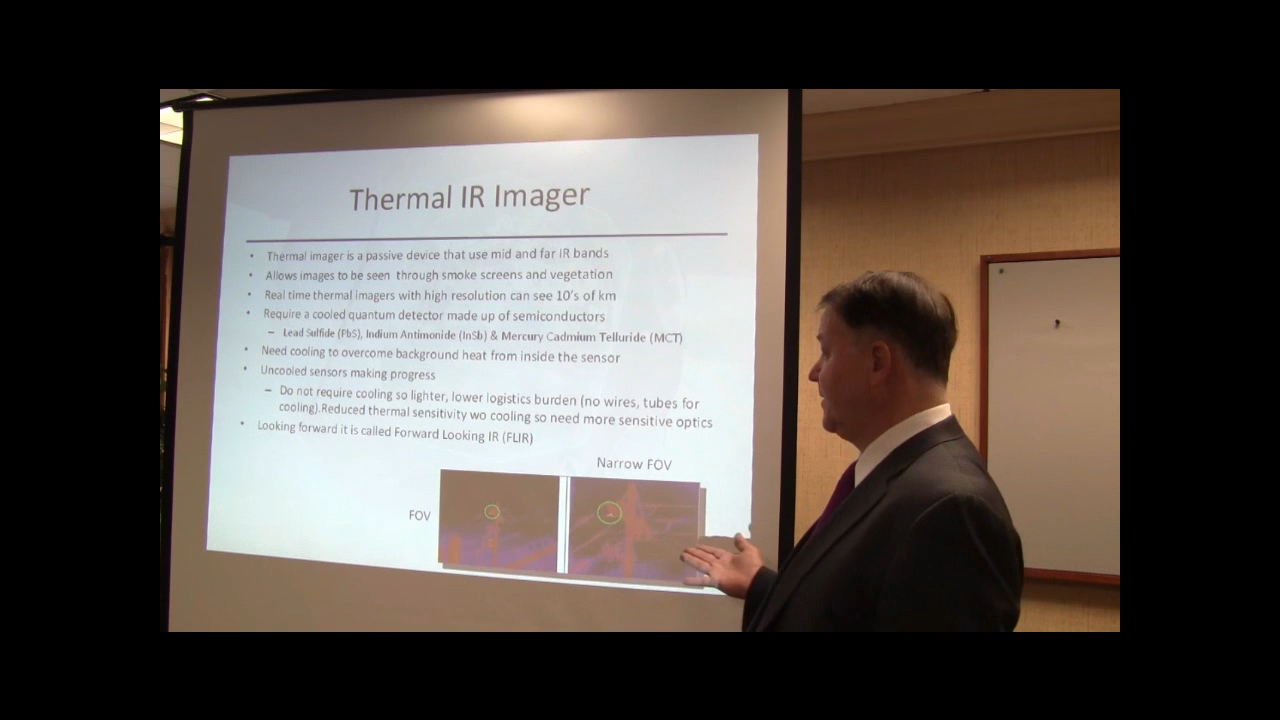 Thermal IR Imager
• Thermal imager is a passive device that use mid and far IR bands
• Allows images to be seen through smoke screens and vegetation
• Real time thermal imagers with high resolution can see 10's of km
• Require a cooled quantum detector made up of semiconductors
– Lead Sulfide (PbS), Indium Antimonide (InSb) & Mercury Cadmium Telluride (MCT)
• Need cooling to overcome background heat from inside the sensor
• Uncooled sensors making progress
– Do not require cooling so lighter, lower logistics burden (no wires, tubes for
cooling).Reduced thermal sensitivity wo cooling so need more sensitive optics
• Looking forward it is called Forward Looking IR (FLIR)
Narrow FOV
FOV